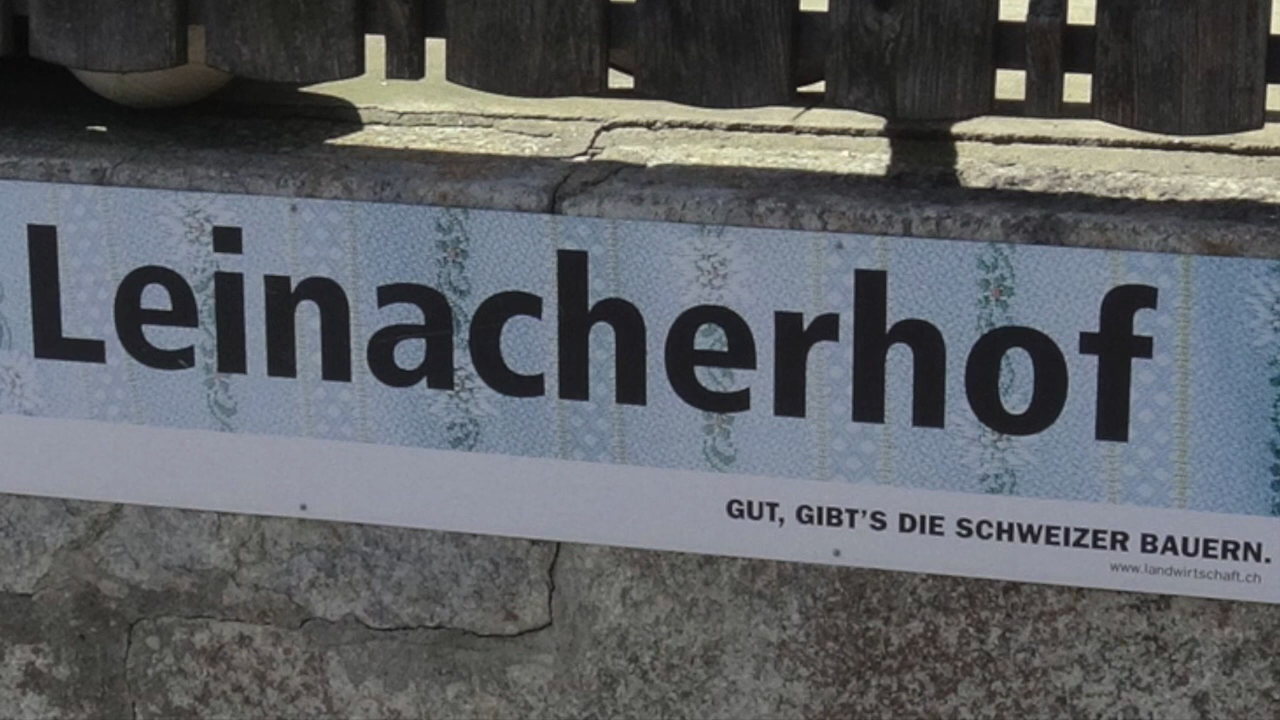 Leinacherhof
GUT, GIBT'S DIE SCHWEIZER BAUERN.
www.landwirtschaft.ch